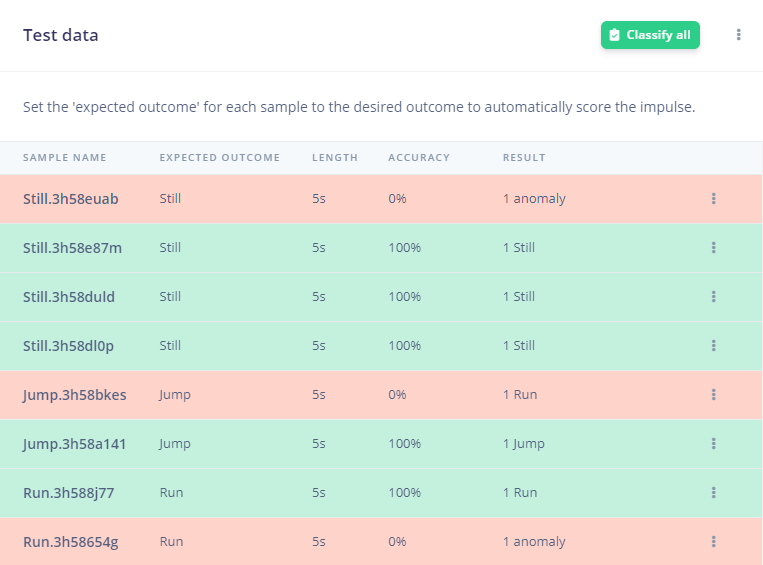 Test data
Classify all
Set the 'expected outcome' for each sample to the desired outcome to automatically score the impulse.
SAMPLE NAME EXPECTED OUTCOME LENGTH ACCURACY RESULT
Still.3h58euab Still 5s 0% 1 anomaly
Still.3h58e87m Still 5s 100% 1 Still
Still.3h58duld Still 5s 100% 1 Still
Still.3h58dl0p Still 5s 100% 1 Still
Jump.3h58bkes Jump 5s 0% 1 Run
Jump.3h58a141 Jump 5s 100% 1 Jump
Run.3h588j77 Run 5s 100% 1 Run
Run.3h58654g Run 5s 0% 1 anomaly